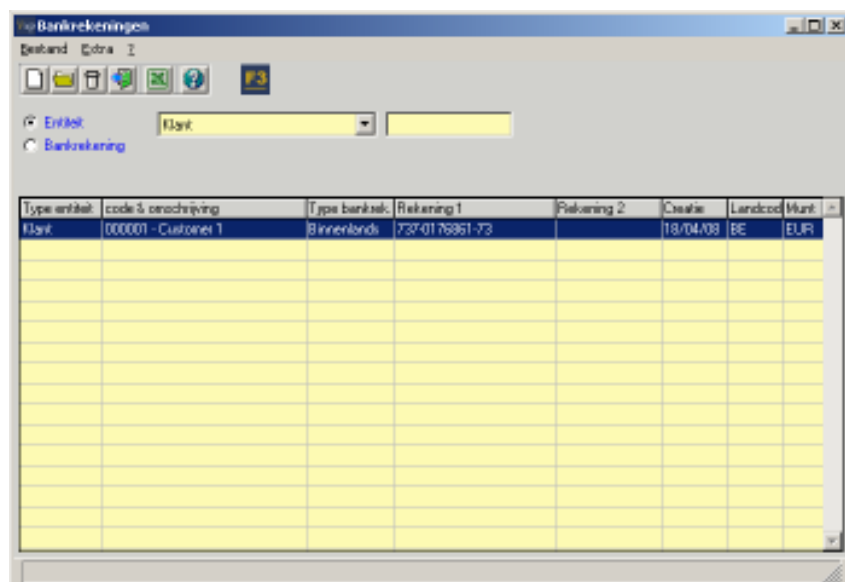 Bankrekeningen
Bestand Extra ?
F3
Entiteit Klant
Bankrekening
Type entiteit code & omschrijving Type bankrek. Rekening 1 Rekening 2 Creatie Landcod Munt
Klant 000001 - Customer 1 Binnenlands 737-0176861-73 18/04/08 BE EUR